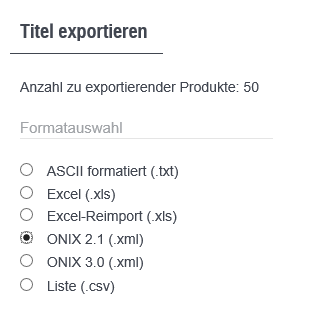 Titel exportieren
Anzahl zu exportierender Produkte: 50
Formatauswahl
ASCII formatiert (.txt)
Excel (.xls)
Excel-Reimport (.xls)
ONIX 2.1 (.xml)
ONIX 3.0 (.xml)
Liste (.csv)